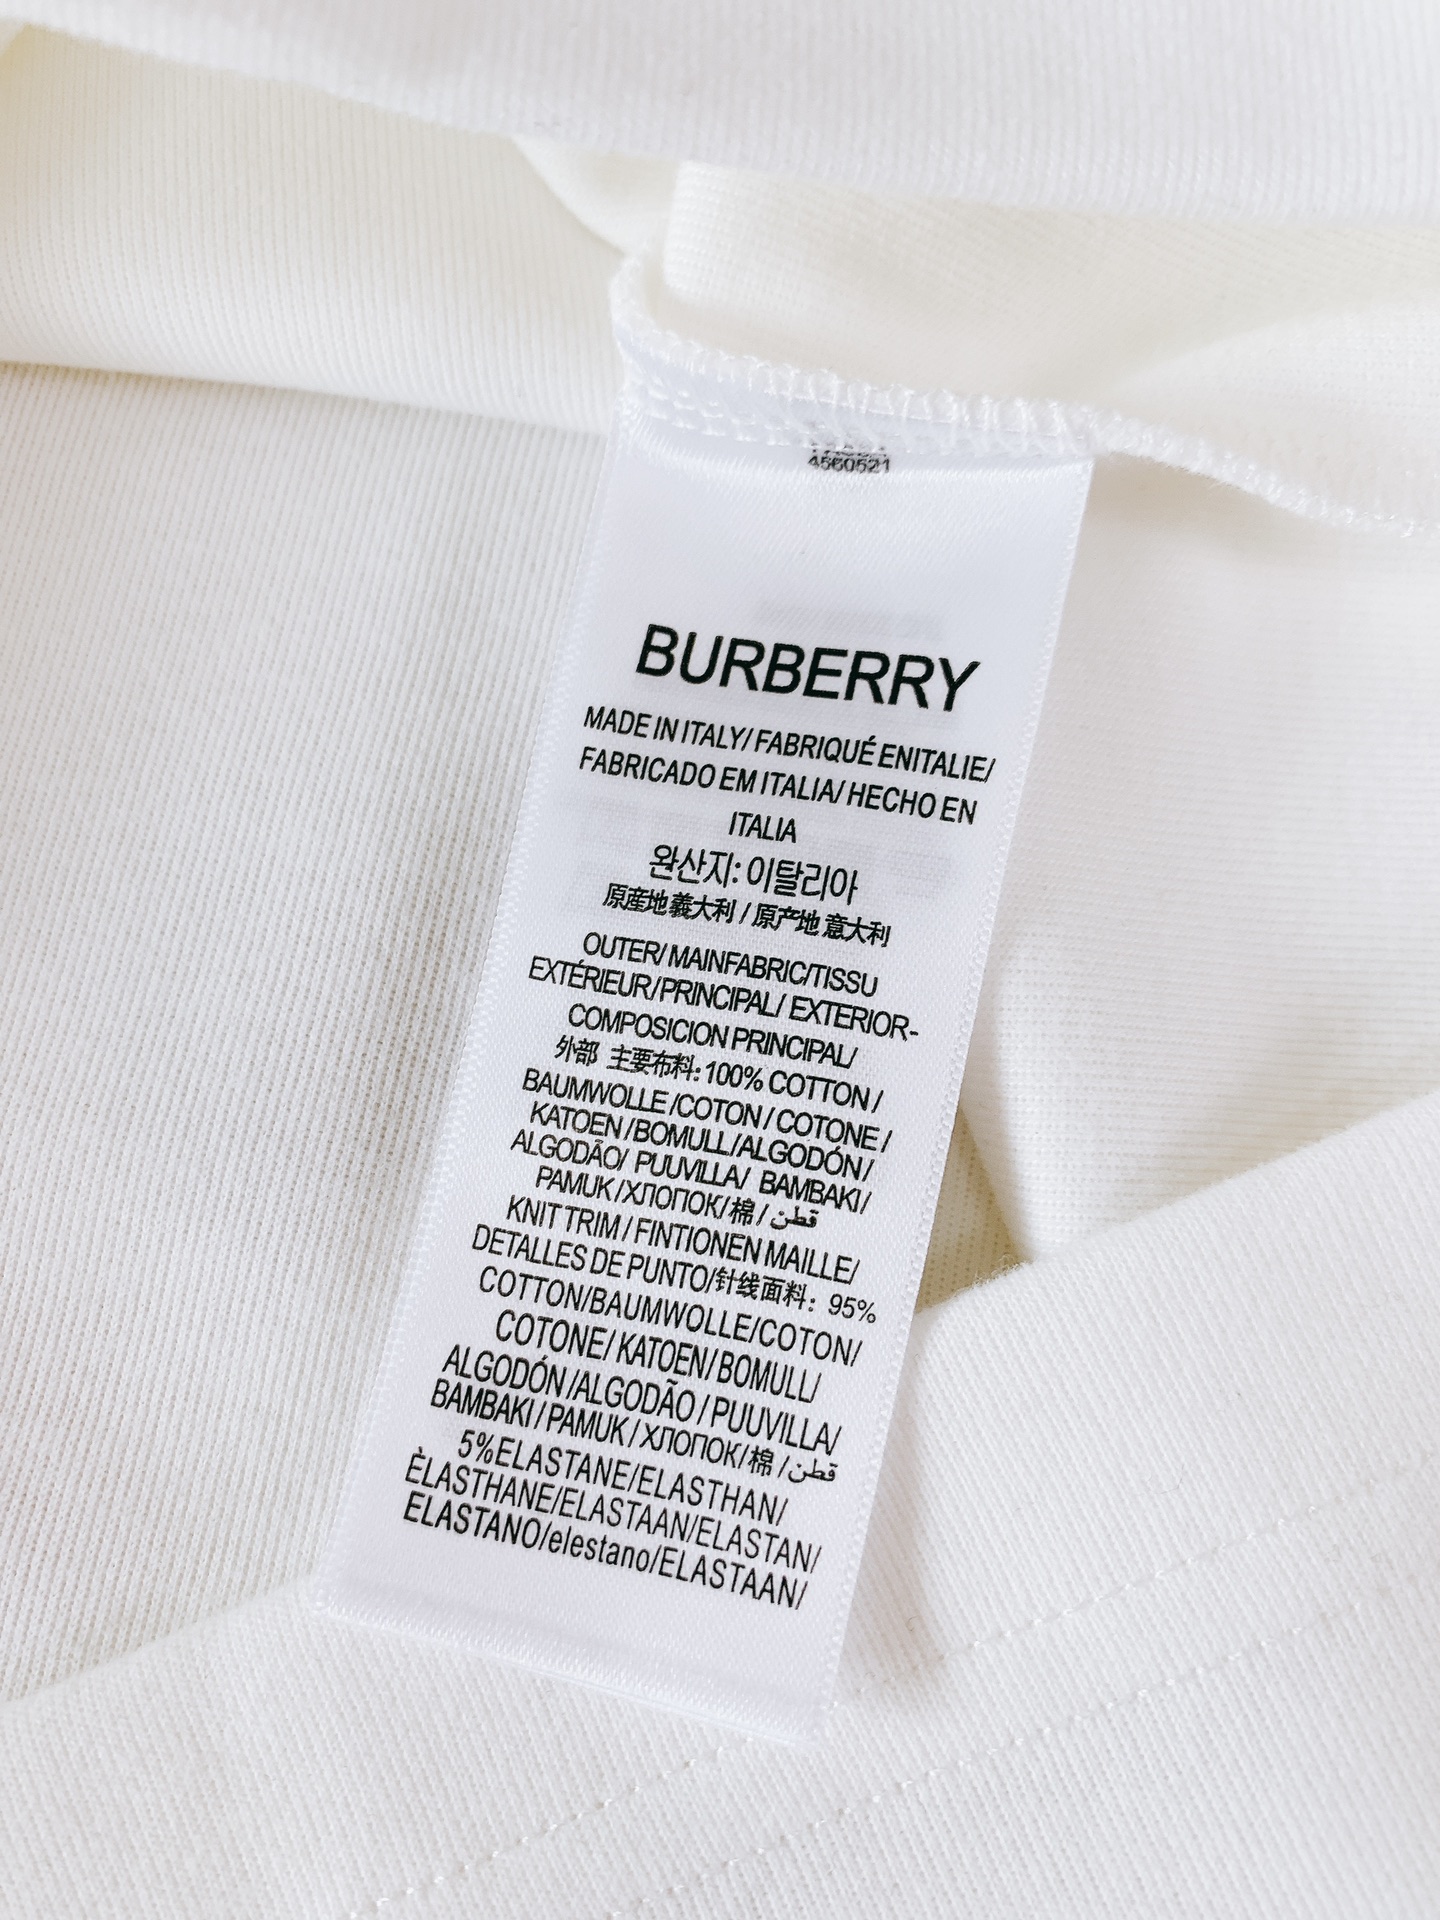 4560521
BURBERRY
MADE IN ITALY/ FABRIQUÉ ENITALIE/
FABRICADO EM ITALIA/ HECHO EN
ITALIA
완산지: 이탈리아
原産地 義大利 / 原产地 意大利
OUTER/ MAINFABRIC/TISSU
EXTÉRIEUR/PRINCIPAL/ EXTERIOR-
COMPOSICION PRINCIPAL/
外部 主要布料: 100% COTTON /
BAUMWOLLE /COTON / COTONE /
KATOEN /BOMULL/ALGODÓN /
ALGODÃO/ PUUVILLA/ BAMBAKI /
PAMUK /ХЛОПОК/ 棉 / قطن
KNIT TRIM / FINTIONEN MAILLE/
DETALLES DE PUNTO/针线面料: 95%
COTTON/BAUMWOLLE/COTON/
COTONE/ KATOEN/ BOMULL/
ALGODÓN /ALGODÃO / PUUVILLA/
BAMBAKI / PAMUK / ХЛОПОК/ 棉 / قطن
5%ELASTANE/ELASTHAN/
ÈLASTHANE/ELASTAAN/ELASTAN/
ELASTANO/elestano/ELASTAAN/